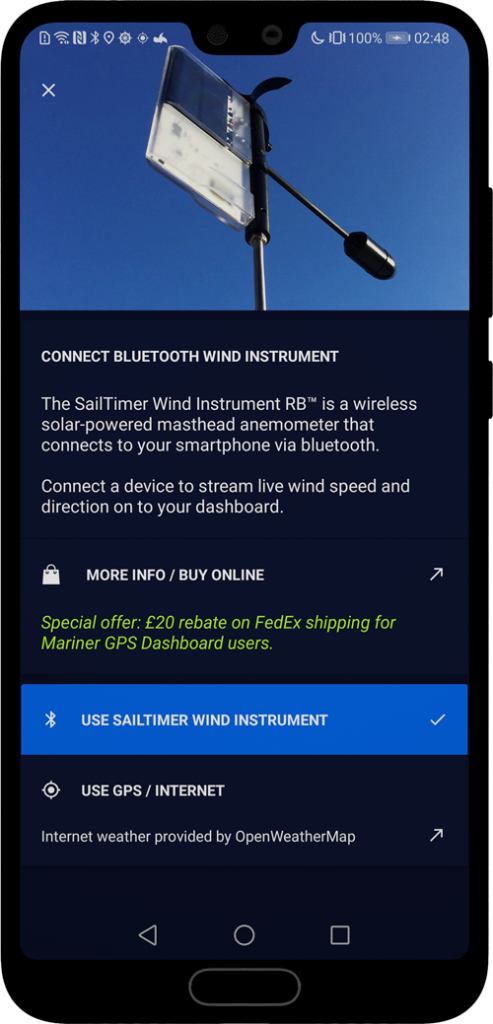 100% 02:48
CONNECT BLUETOOTH WIND INSTRUMENT
The SailTimer Wind Instrument RB™ is a wireless
solar-powered masthead anemometer that
connects to your smartphone via bluetooth.
Connect a device to stream live wind speed and
direction on to your dashboard.
MORE INFO / BUY ONLINE
Special offer: £20 rebate on FedEx shipping for
Mariner GPS Dashboard users.
USE SAILTIMER WIND INSTRUMENT
USE GPS / INTERNET
Internet weather provided by OpenWeatherMap